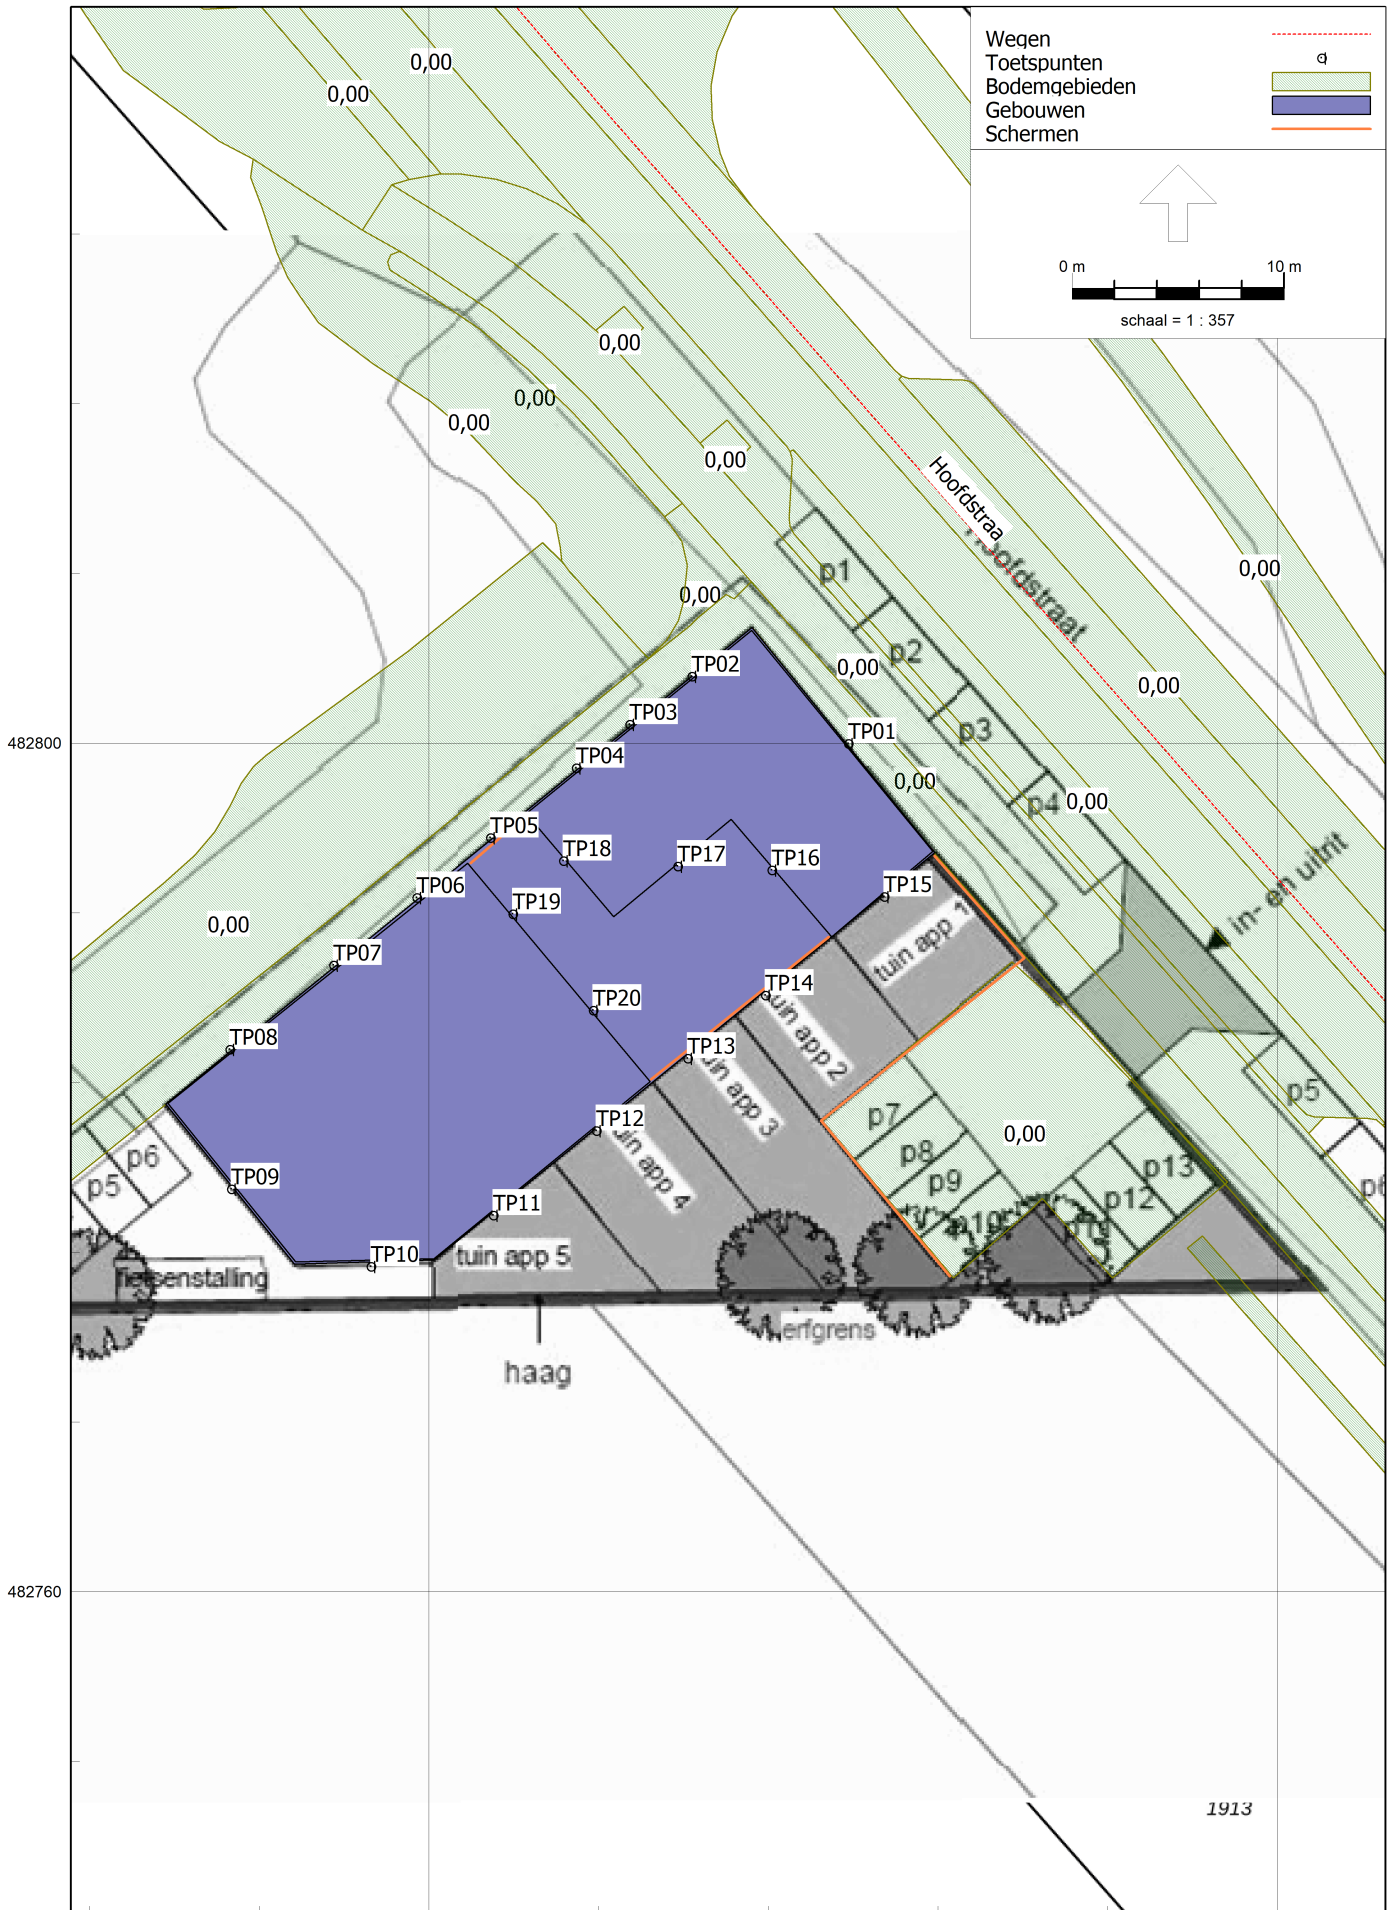 Wegen
Toetspunten
Bodemgebieden
Gebouwen
Schermen
0 m 10 m
schaal = 1 : 357
0,00
0,00
0,00
0,00
0,00
0,00
Hoofdstraa
Hoofdstraat
0,00
p1
0,00
p2
0,00
TP02
0,00
TP03
p3
TP01
482800
TP04
0,00
p4
0,00
TP05
in- en uitrit
TP18
TP17
TP16
TP06
TP15
TP19
0,00
tuin app 1
TP07
TP14
TP20
tuin app 2
TP08
TP13
p5
tuin app 3
p7
TP12
0,00
p8
p6
tuin app 4
p13
p5
TP09
p9
p12
p6
TP11
p10
p11
TP10
tuin app 5
fietsenstalling
erfgrens
haag
482760
1913